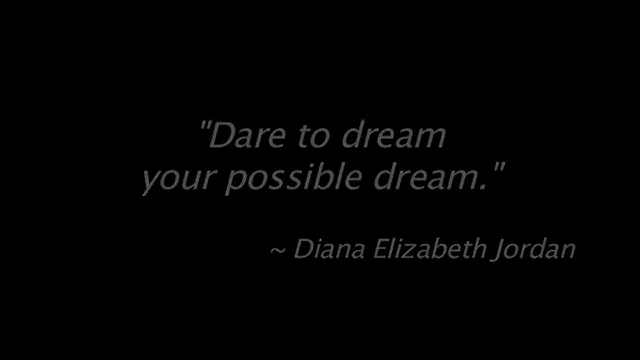 "Dare to dream
your possible dream."
~ Diana Elizabeth Jordan